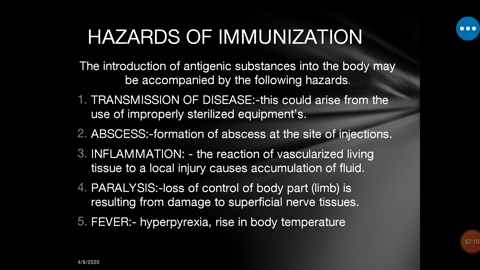 HAZARDS OF IMMUNIZATION
The introduction of antigenic substances into the body may
be accompanied by the following hazards.
1. TRANSMISSION OF DISEASE:-this could arise from the
use of improperly sterilized equipment's.
2. ABSCESS:-formation of abscess at the site of injections.
3. INFLAMMATION: - the reaction of vascularized living
tissue to a local injury causes accumulation of fluid.
4. PARALYSIS:-loss of control of body part (limb) is
resulting from damage to superficial nerve tissues.
5. FEVER:- hyperpyrexia, rise in body temperature
4/9/2020
07:10